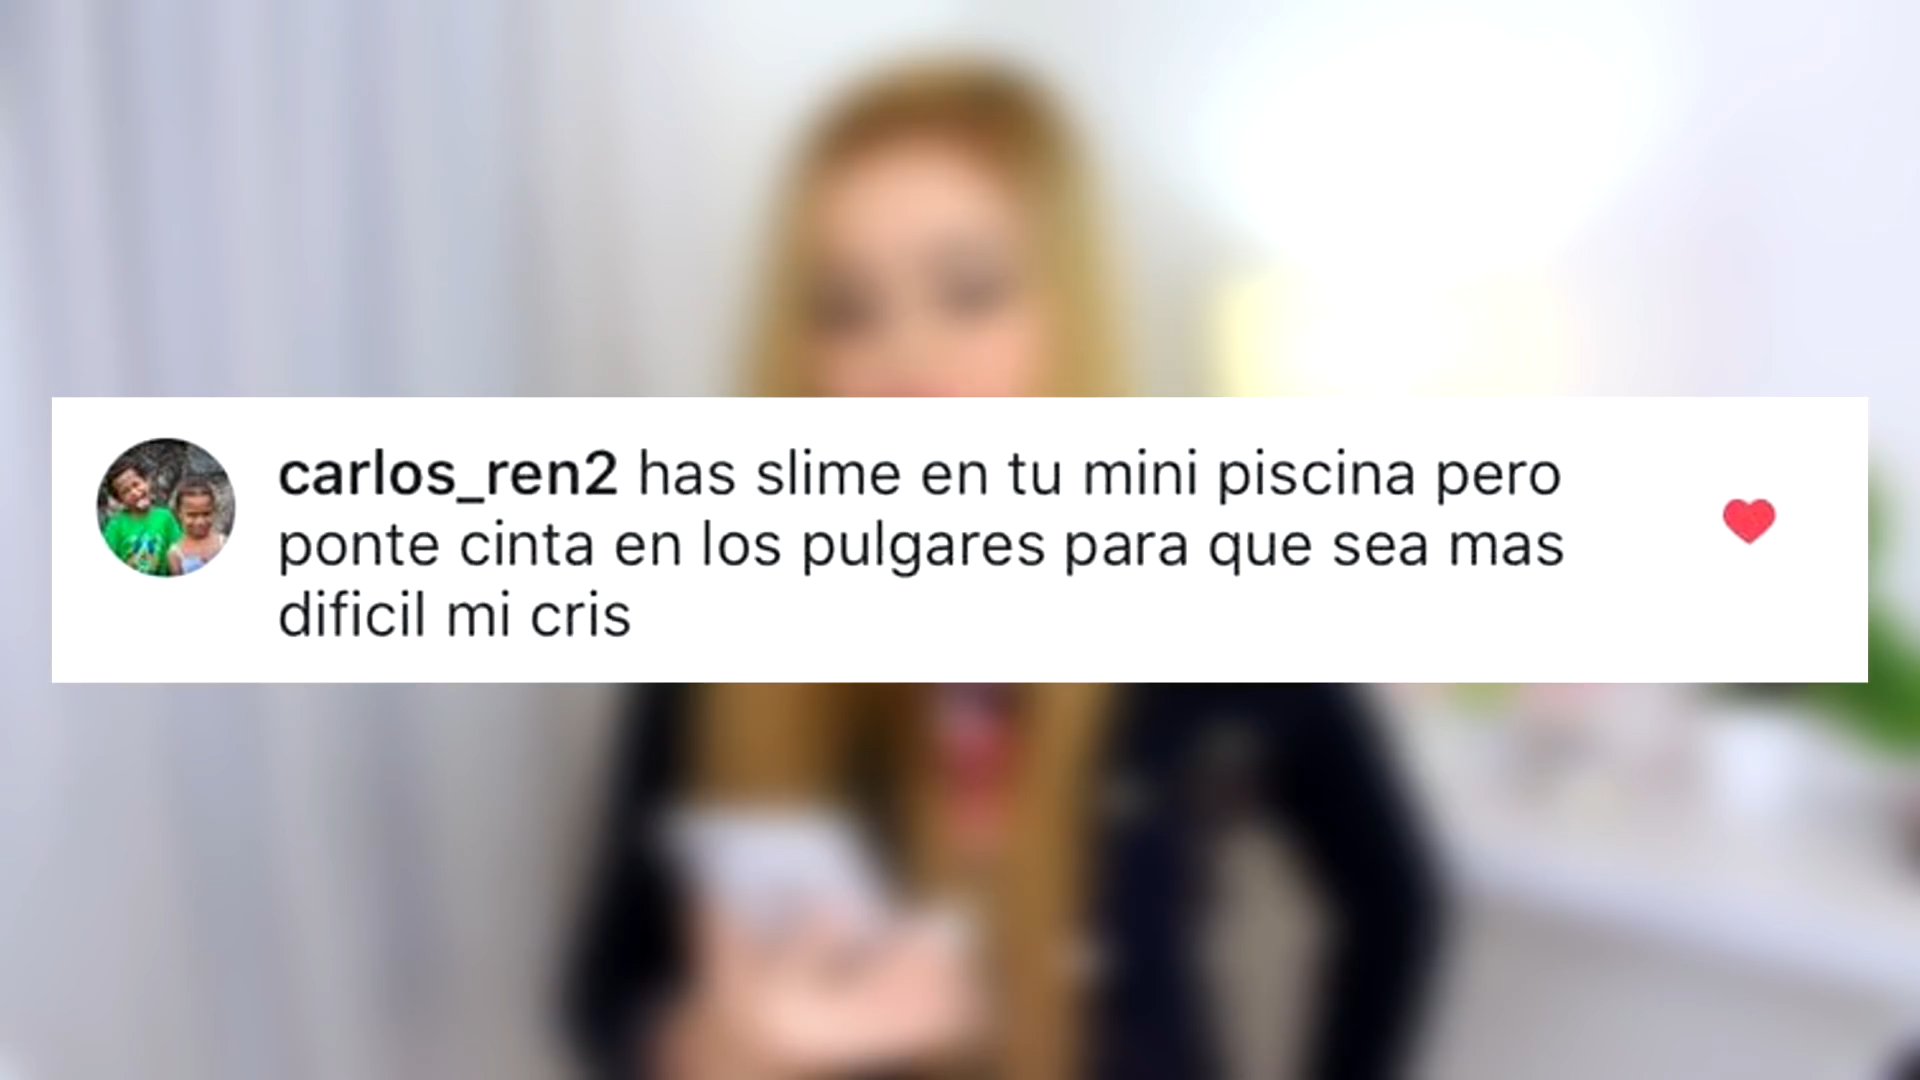 carlos_ren2 has slime en tu mini piscina pero
ponte cinta en los pulgares para que sea mas
dificil mi cris